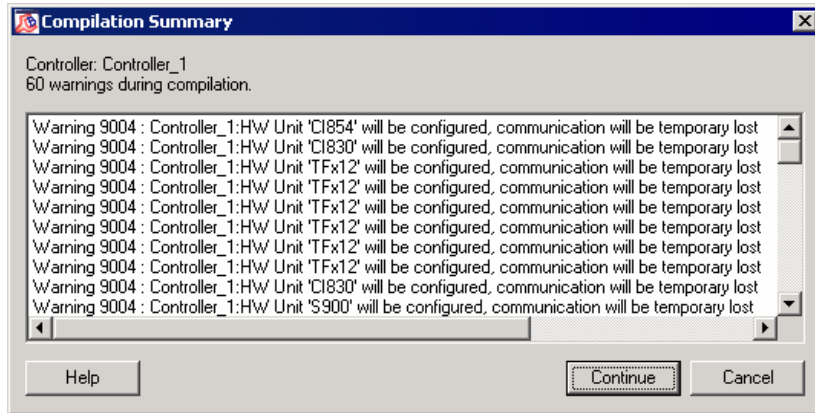 Compilation Summary
Controller: Controller_1
60 warnings during compilation.
Warning 9004 : Controller_1:HW Unit 'CI854' will be configured, communication will be temporary lost
Warning 9004 : Controller_1:HW Unit 'CI830' will be configured, communication will be temporary lost
Warning 9004 : Controller_1:HW Unit 'TFx12' will be configured, communication will be temporary lost
Warning 9004 : Controller_1:HW Unit 'TFx12' will be configured, communication will be temporary lost
Warning 9004 : Controller_1:HW Unit 'TFx12' will be configured, communication will be temporary lost
Warning 9004 : Controller_1:HW Unit 'TFx12' will be configured, communication will be temporary lost
Warning 9004 : Controller_1:HW Unit 'TFx12' will be configured, communication will be temporary lost
Warning 9004 : Controller_1:HW Unit 'TFx12' will be configured, communication will be temporary lost
Warning 9004 : Controller_1:HW Unit 'CI830' will be configured, communication will be temporary lost
Warning 9004 : Controller_1:HW Unit 'S900' will be configured, communication will be temporary lost
Help Continue Cancel